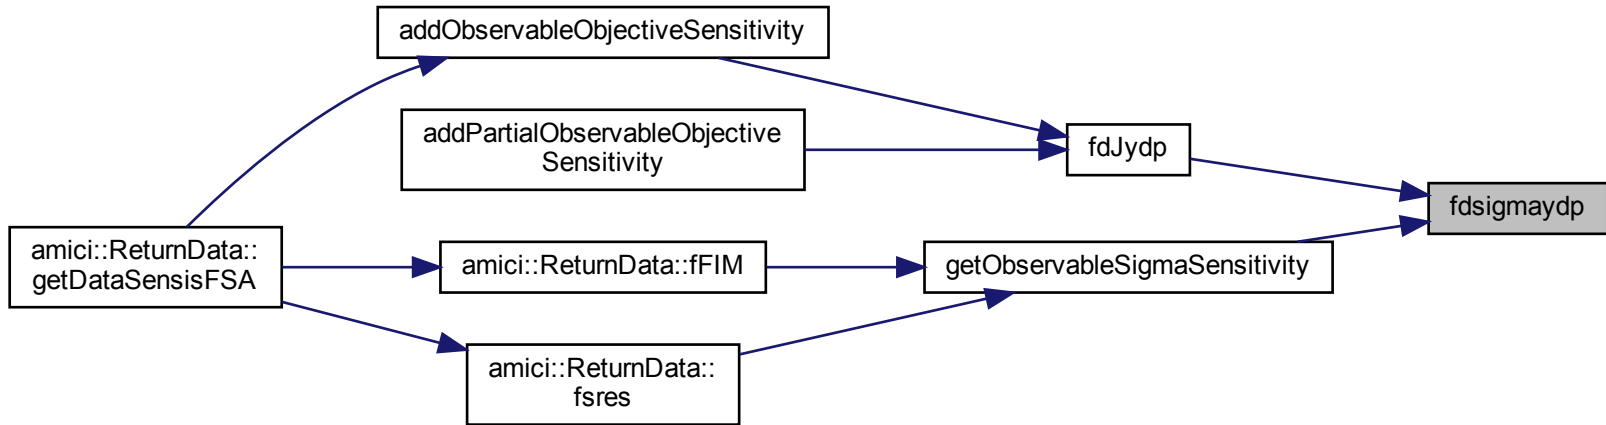 addObservableObjectiveSensitivity
addPartialObservableObjective
Sensitivity
fdJydp
fdsigmaydp
amici::ReturnData::
getDataSensisFSA
amici::ReturnData::fFIM
getObservableSigmaSensitivity
amici::ReturnData::
fsres